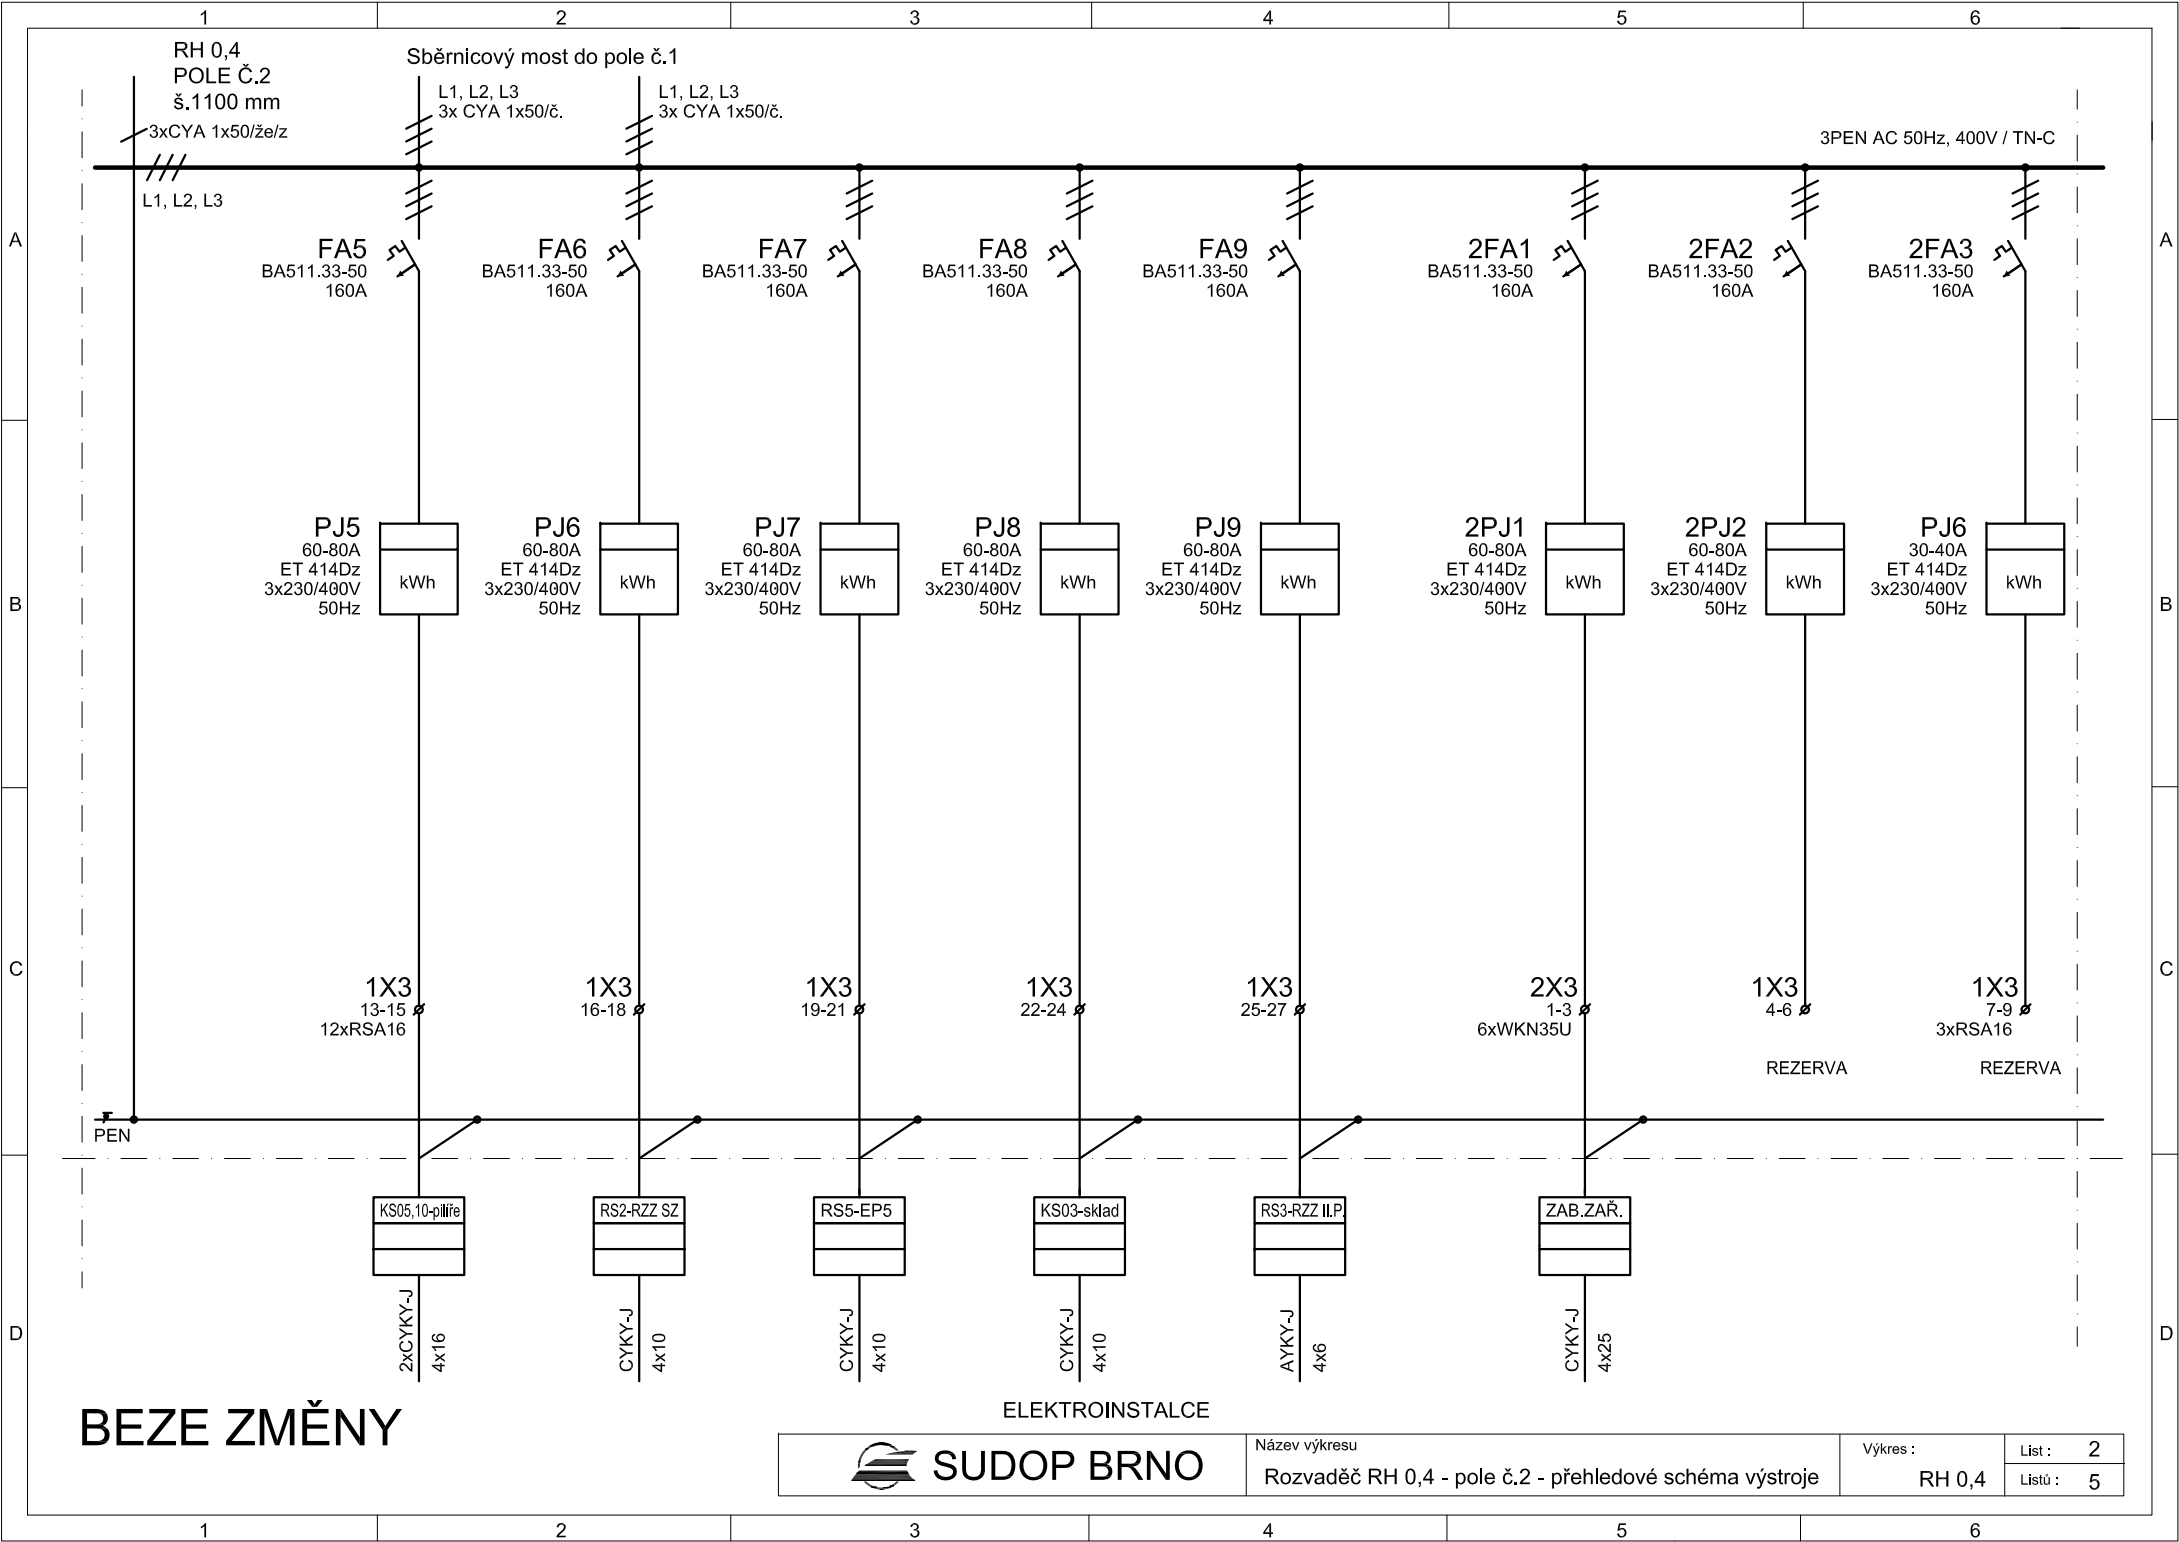 1 2 3 4 5 6
RH 0,4
POLE Č.2
š.1100 mm
3xCYA 1x50/že/z
L1, L2, L3
Sběrnicový most do pole č.1
L1, L2, L3
3x CYA 1x50/č.
L1, L2, L3
3x CYA 1x50/č.
3PEN AC 50Hz, 400V / TN-C
A
A
FA5
BA511.33-50
160A
FA6
BA511.33-50
160A
FA7
BA511.33-50
160A
FA8
BA511.33-50
160A
FA9
BA511.33-50
160A
2FA1
BA511.33-50
160A
2FA2
BA511.33-50
160A
2FA3
BA511.33-50
160A
B
B
PJ5
60-80A
ET 414Dz
3x230/400V
50Hz
kWh
PJ6
60-80A
ET 414Dz
3x230/400V
50Hz
kWh
PJ7
60-80A
ET 414Dz
3x230/400V
50Hz
kWh
PJ8
60-80A
ET 414Dz
3x230/400V
50Hz
kWh
PJ9
60-80A
ET 414Dz
3x230/400V
50Hz
kWh
2PJ1
60-80A
ET 414Dz
3x230/400V
50Hz
kWh
2PJ2
60-80A
ET 414Dz
3x230/400V
50Hz
kWh
PJ6
30-40A
ET 414Dz
3x230/400V
50Hz
kWh
C
C
1X3
13-15
12xRSA16
1X3
16-18
1X3
19-21
1X3
22-24
1X3
25-27
2X3
1-3
6xWKN35U
1X3
4-6
REZERVA
1X3
7-9
3xRSA16
REZERVA
PEN
KS05,10-pilíře
RS2-RZZ SZ
RS5-EP5
KS03-sklad
RS3-RZZ II.P.
ZAB.ZAŘ.
D
D
2xCYKY-J
4x16
CYKY-J
4x10
CYKY-J
4x10
CYKY-J
4x10
AYKY-J
4x6
CYKY-J
4x25
BEZE ZMĚNY
ELEKTROINSTALCE
SUDOP BRNO
Název výkresu
Rozvaděč RH 0,4 - pole č.2 - přehledové schéma výstroje
Výkres :
RH 0,4
List : 2
Listů : 5
1 2 3 4 5 6